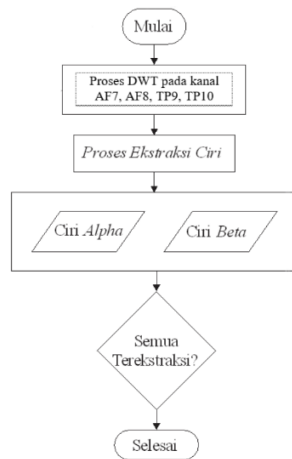 Mulai
Proses DWT pada kanal
AF7, AF8, TP9, TP10
Proses Ekstraksi Ciri
Ciri Alpha
Ciri Beta
Semua
Terekstraksi?
Selesai